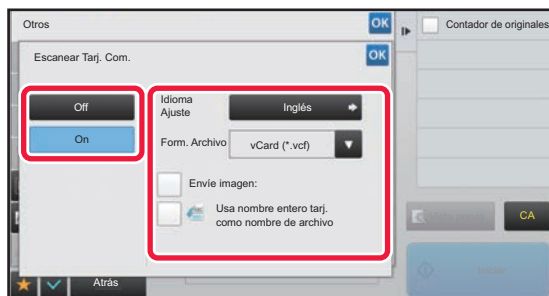 Otros
OK
Contador de originales
Escanear Tarj. Com.
OK
Off
On
Idioma
Ajuste
Inglés
Form. Archivo
vCard (*.vcf)
Envíe imagen:
Usa nombre entero tarj.
como nombre de archivo
CA
Iniciar
Atrás